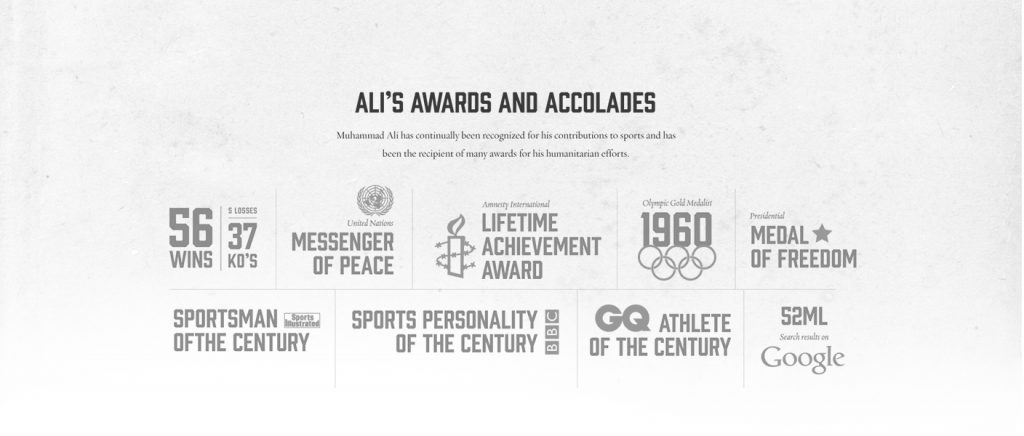 ALI'S AWARDS AND ACCOLADES
Muhammad Ali has continually been recognized for his contributions to sports and has
been the recipient of many awards for his humanitarian efforts.
56
WINS
5 LOSSES
37
KO'S
United Nations
MESSENGER
OF PEACE
Amnesty International
LIFETIME
ACHIEVEMENT
AWARD
Olympic Gold Medalist
1960
Presidential
MEDAL
OF FREEDOM
SPORTSMAN
Sports
Illustrated
OFTHE CENTURY
SPORTS PERSONALITY
OF THE CENTURY
BBC
GQ ATHLETE
OF THE CENTURY
52ML
Search results on
Google